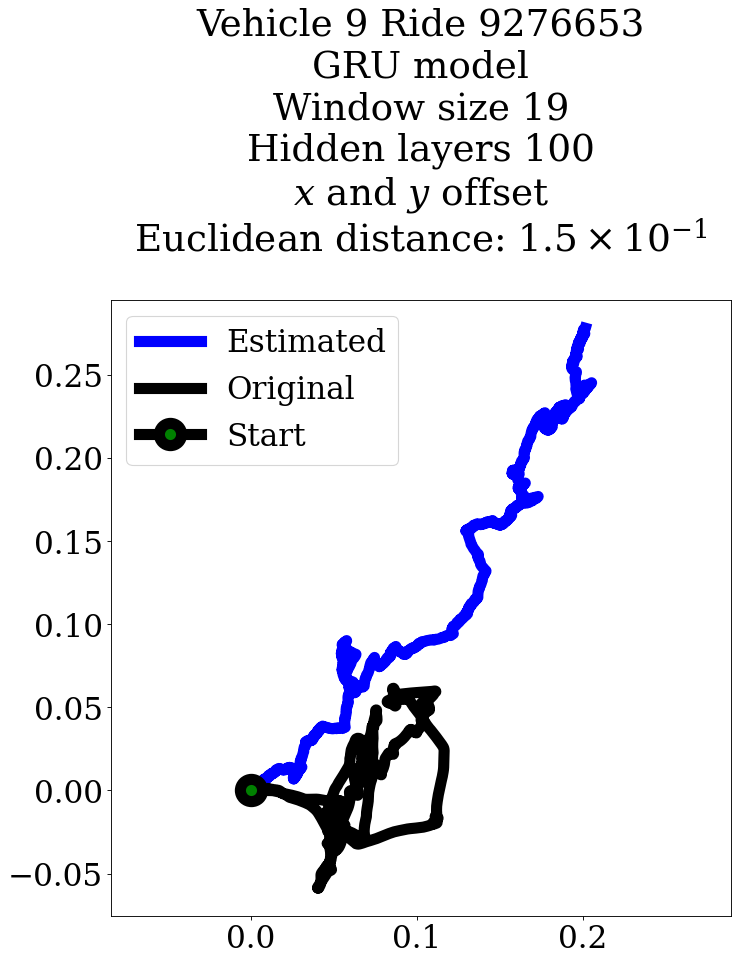 Vehicle 9 Ride 9276653
GRU model
Window size 19
Hidden layers 100
x and y offset
Euclidean distance: 1.5 × 10⁻¹
Estimated
Original
Start
0.25
0.20
0.15
0.10
0.05
0.00
−0.05
0.0 0.1 0.2